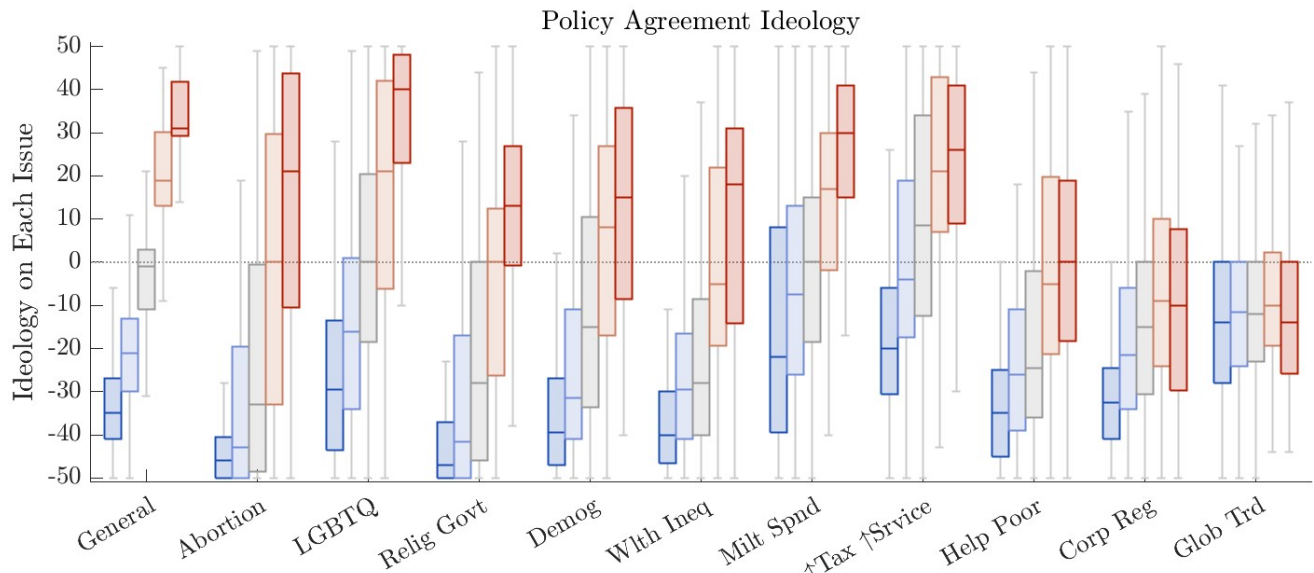 Policy Agreement Ideology
Ideology on Each Issue
50
40
30
20
10
0
-10
-20
-30
-40
-50
General
Abortion
LGBTQ
Relig Govt
Demog
Wlth Ineq
Milt Spnd
↑Tax ↑Srvice
Help Poor
Corp Reg
Glob Trd